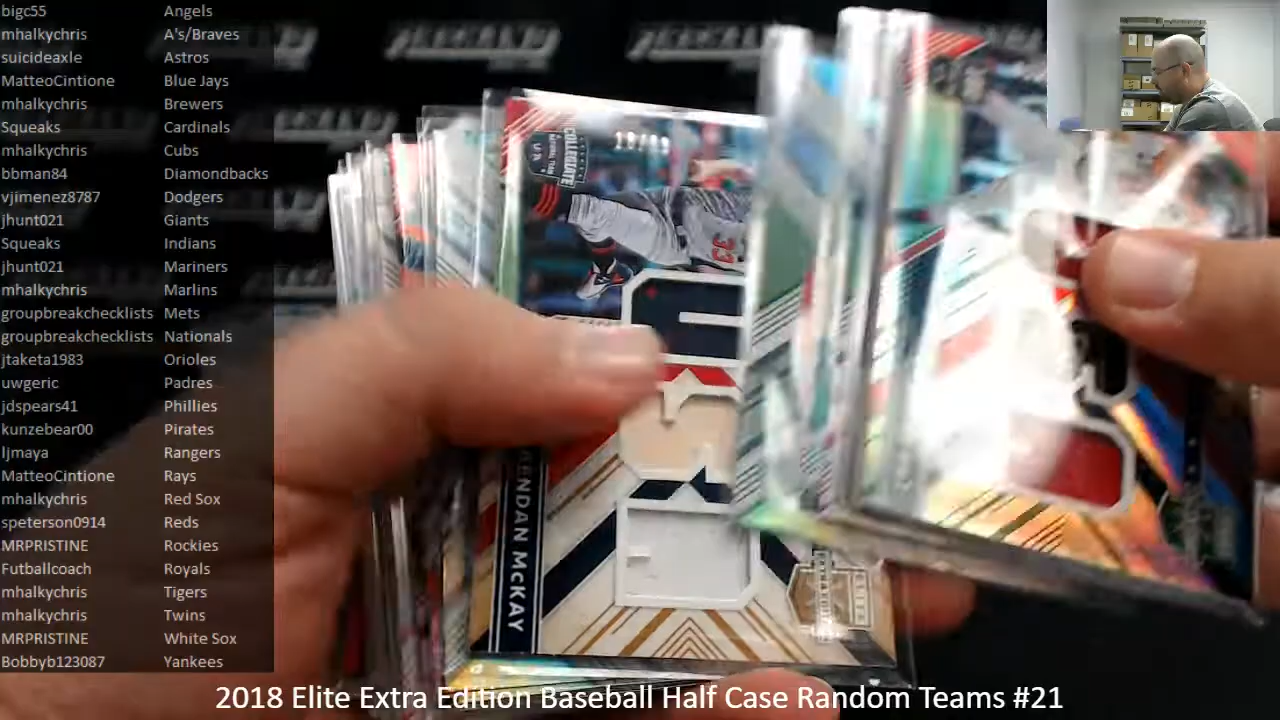 bigc55 Angels
mhalkychris A's/Braves
suicideaxle Astros
MatteoCintione Blue Jays
mhalkychris Brewers
Squeaks Cardinals
mhalkychris Cubs
bbman84 Diamondbacks
vjimenez8787 Dodgers
jhunt021 Giants
Squeaks Indians
jhunt021 Mariners
mhalkychris Marlins
groupbreakchecklists Mets
groupbreakchecklists Nationals
jtaketa1983 Orioles
uwgeric Padres
jdspears41 Phillies
kunzebear00 Pirates
ljmaya Rangers
MatteoCintione Rays
mhalkychris Red Sox
speterson0914 Reds
MRPRISTINE Rockies
Futballcoach Royals
mhalkychris Tigers
mhalkychris Twins
MRPRISTINE White Sox
Bobbyb123087 Yankees
COLLEGIATE
33
ENDAN McKAY
2018 Elite Extra Edition Baseball Half Case Random Teams #21